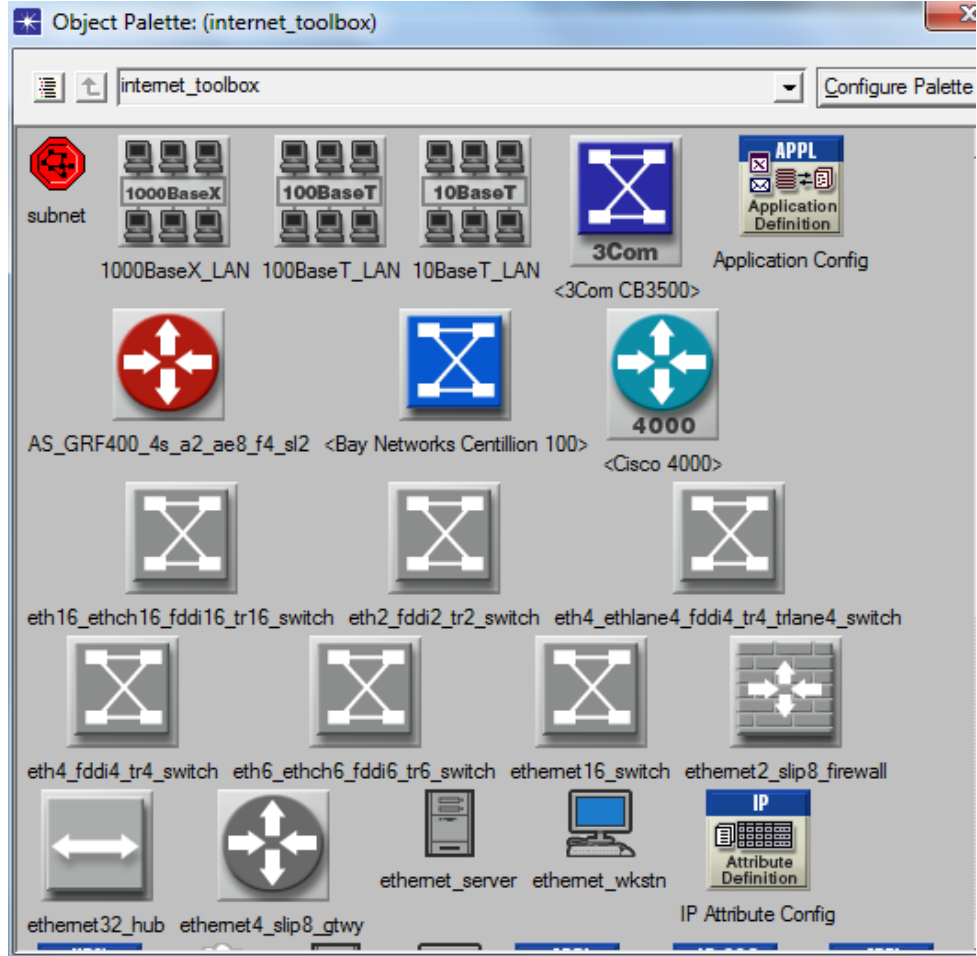 Object Palette: (internet_toolbox)
internet_toolbox
Configure Palette
1000BaseX 100BaseT 10BaseT APPL
Application Definition
subnet
3Com
1000BaseX_LAN 100BaseT_LAN 10BaseT_LAN Application Config
<3Com CB3500>
4000
AS_GRF400_4s_a2_ae8_f4_sl2 <Bay Networks Centillion 100>
<Cisco 4000>
eth16_ethch16_fddi16_tr16_switch eth2_fddi2_tr2_switch eth4_ethlane4_fddi4_tr4_trlane4_switch
eth4_fddi4_tr4_switch eth6_ethch6_fddi6_tr6_switch ethernet16_switch ethernet2_slip8_firewall
IP
Attribute Definition
ethernet_server ethernet_wkstn
IP Attribute Config
ethernet32_hub ethernet4_slip8_gtwy